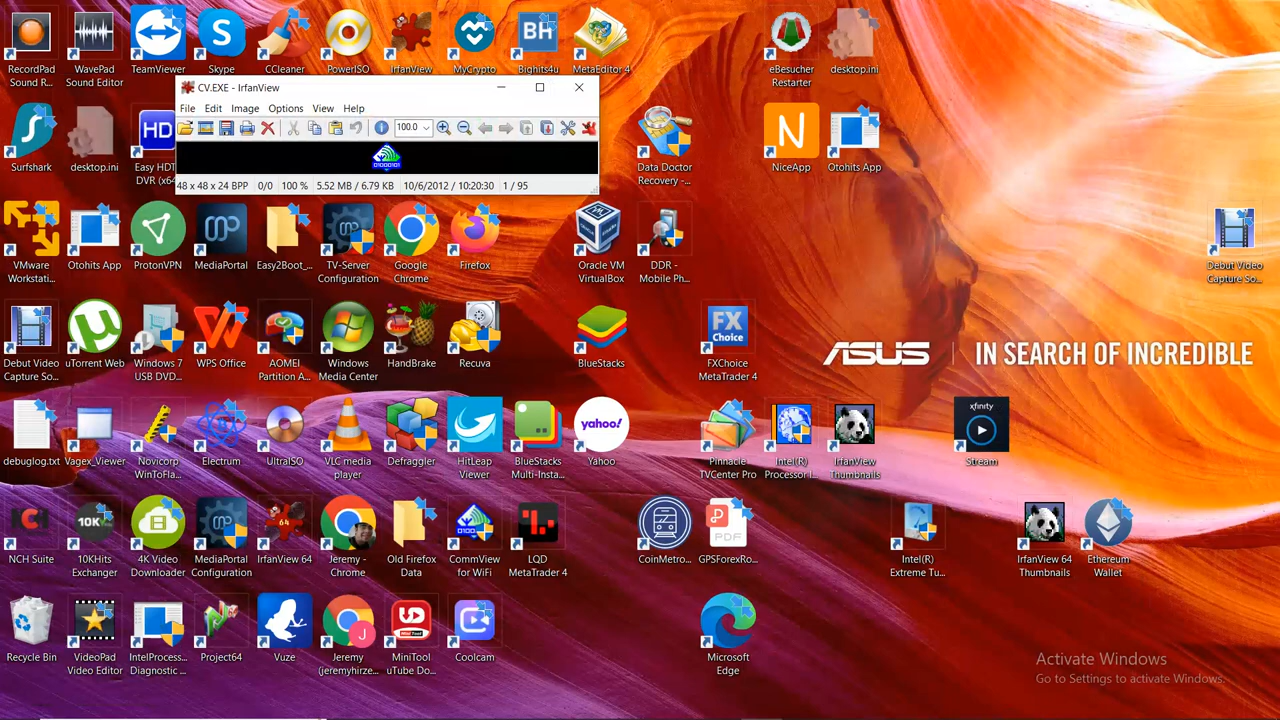 RecordPad
Sound R...
WavePad
Sound Editor
TeamViewer
Skype
CCleaner
PowerISO
IrfanView
MyCrypto
BH
Bighits4u
MetaEditor 4
eBesucher
Restarter
desktop.ini
CV.EXE - IrfanView
File Edit Image Options View Help
100.0
01000101
48 x 48 x 24 BPP 0/0 100 % 5.52 MB / 6.79 KB 10/6/2012 / 10:20:30 1 / 95
Surfshark
desktop.ini
HD
Easy HDT
DVR (x64
Data Doctor
Recovery -...
N
NiceApp
Otohits App
VMware
Workstati...
Otohits App
ProtonVPN
MediaPortal
Easy2Boot_...
TV-Server
Configuration
Google
Chrome
Firefox
Oracle VM
VirtualBox
DDR -
Mobile Ph...
Debut Video
Capture So...
Debut Video
Capture So...
uTorrent Web
Windows 7
USB DVD...
WPS Office
AOMEI
Partition A...
Windows
Media Center
HandBrake
Recuva
BlueStacks
FX
Choice
FXChoice
MetaTrader 4
ASUS IN SEARCH OF INCREDIBLE
debuglog.txt
Vagex_Viewer
Novicorp
WinToFla...
Electrum
UltraISO
VLC media
player
Defraggler
HitLeap
Viewer
BlueStacks
Multi-Insta...
yahoo!
Yahoo
Pinnacle
TVCenter Pro
Intel(R)
Processor I...
IrfanView
Thumbnails
xfinity
Stream
NCH
NCH Suite
10K
10KHits
Exchanger
4K Video
Downloader
MediaPortal
Configuration
64
IrfanView 64
Jeremy -
Chrome
Old Firefox
Data
0100
CommView
for WiFi
LQD
MetaTrader 4
CoinMetro...
PDF
GPSForexRo...
Intel(R)
Extreme Tu...
IrfanView 64
Thumbnails
Ethereum
Wallet
Recycle Bin
VideoPad
Video Editor
IntelProcess...
Diagnostic ...
Project64
Vuze
J
Jeremy
(jeremyhirze...
UD
MiniTool
MiniTool
uTube Do...
Coolcam
Microsoft
Edge
Activate Windows
Go to Settings to activate Windows.